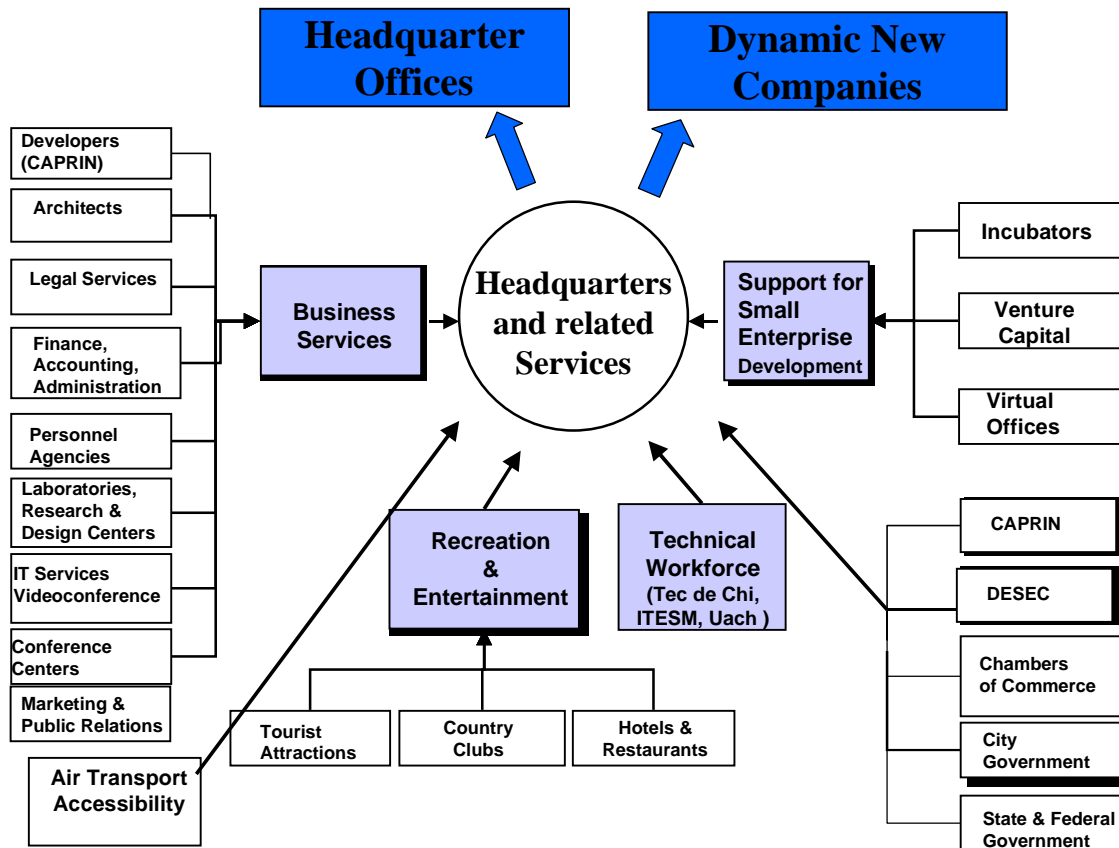 Headquarter
Offices
Dynamic New
Companies
Developers
(CAPRIN)
Architects
Legal Services
Finance,
Accounting,
Administration
Personnel
Agencies
Laboratories,
Research &
Design Centers
IT Services
Videoconference
Conference
Centers
Marketing &
Public Relations
Air Transport
Accessibility
Business
Services
Headquarters
and related
Services
Support for
Small
Enterprise
Development
Incubators
Venture
Capital
Virtual
Offices
Recreation
&
Entertainment
Technical
Workforce
(Tec de Chi,
ITESM, Uach )
Tourist
Attractions
Country
Clubs
Hotels &
Restaurants
CAPRIN
DESEC
Chambers
of Commerce
City
Government
State & Federal
Government